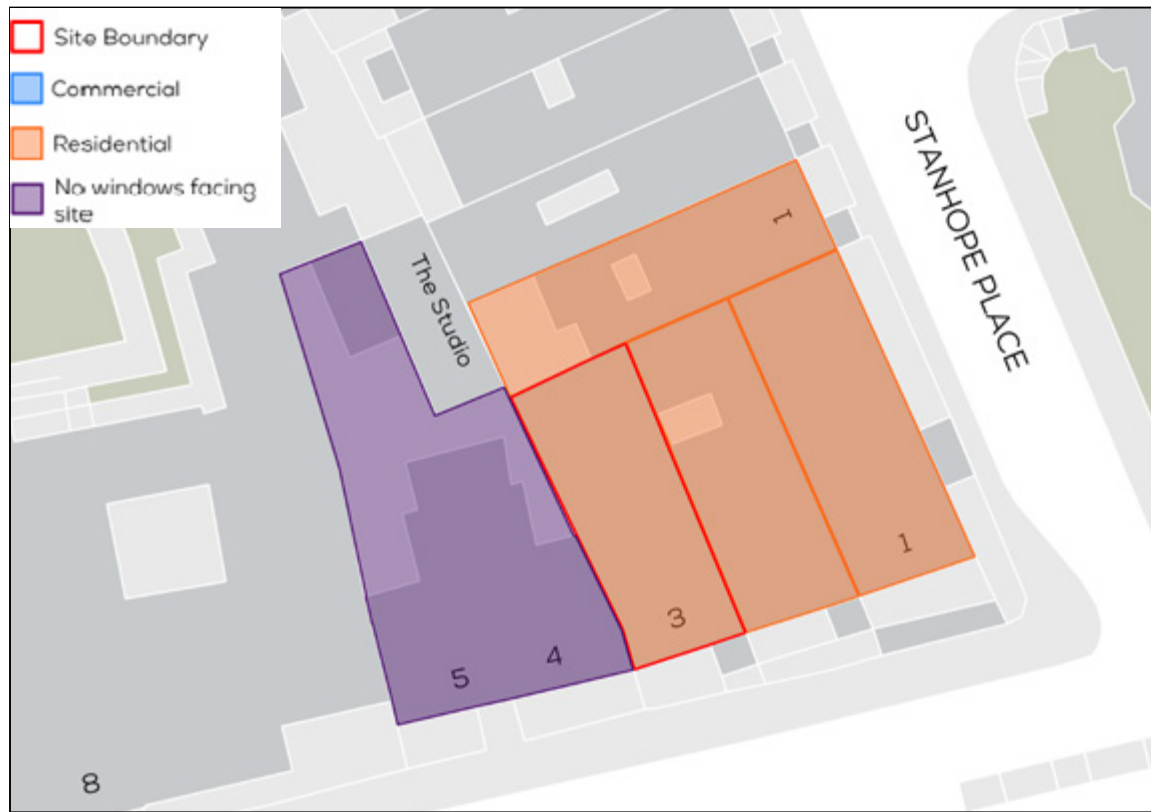 Site Boundary
Commercial
Residential
No windows facing
site
STANHOPE PLACE
1
The Studio
1
3
4
5
8